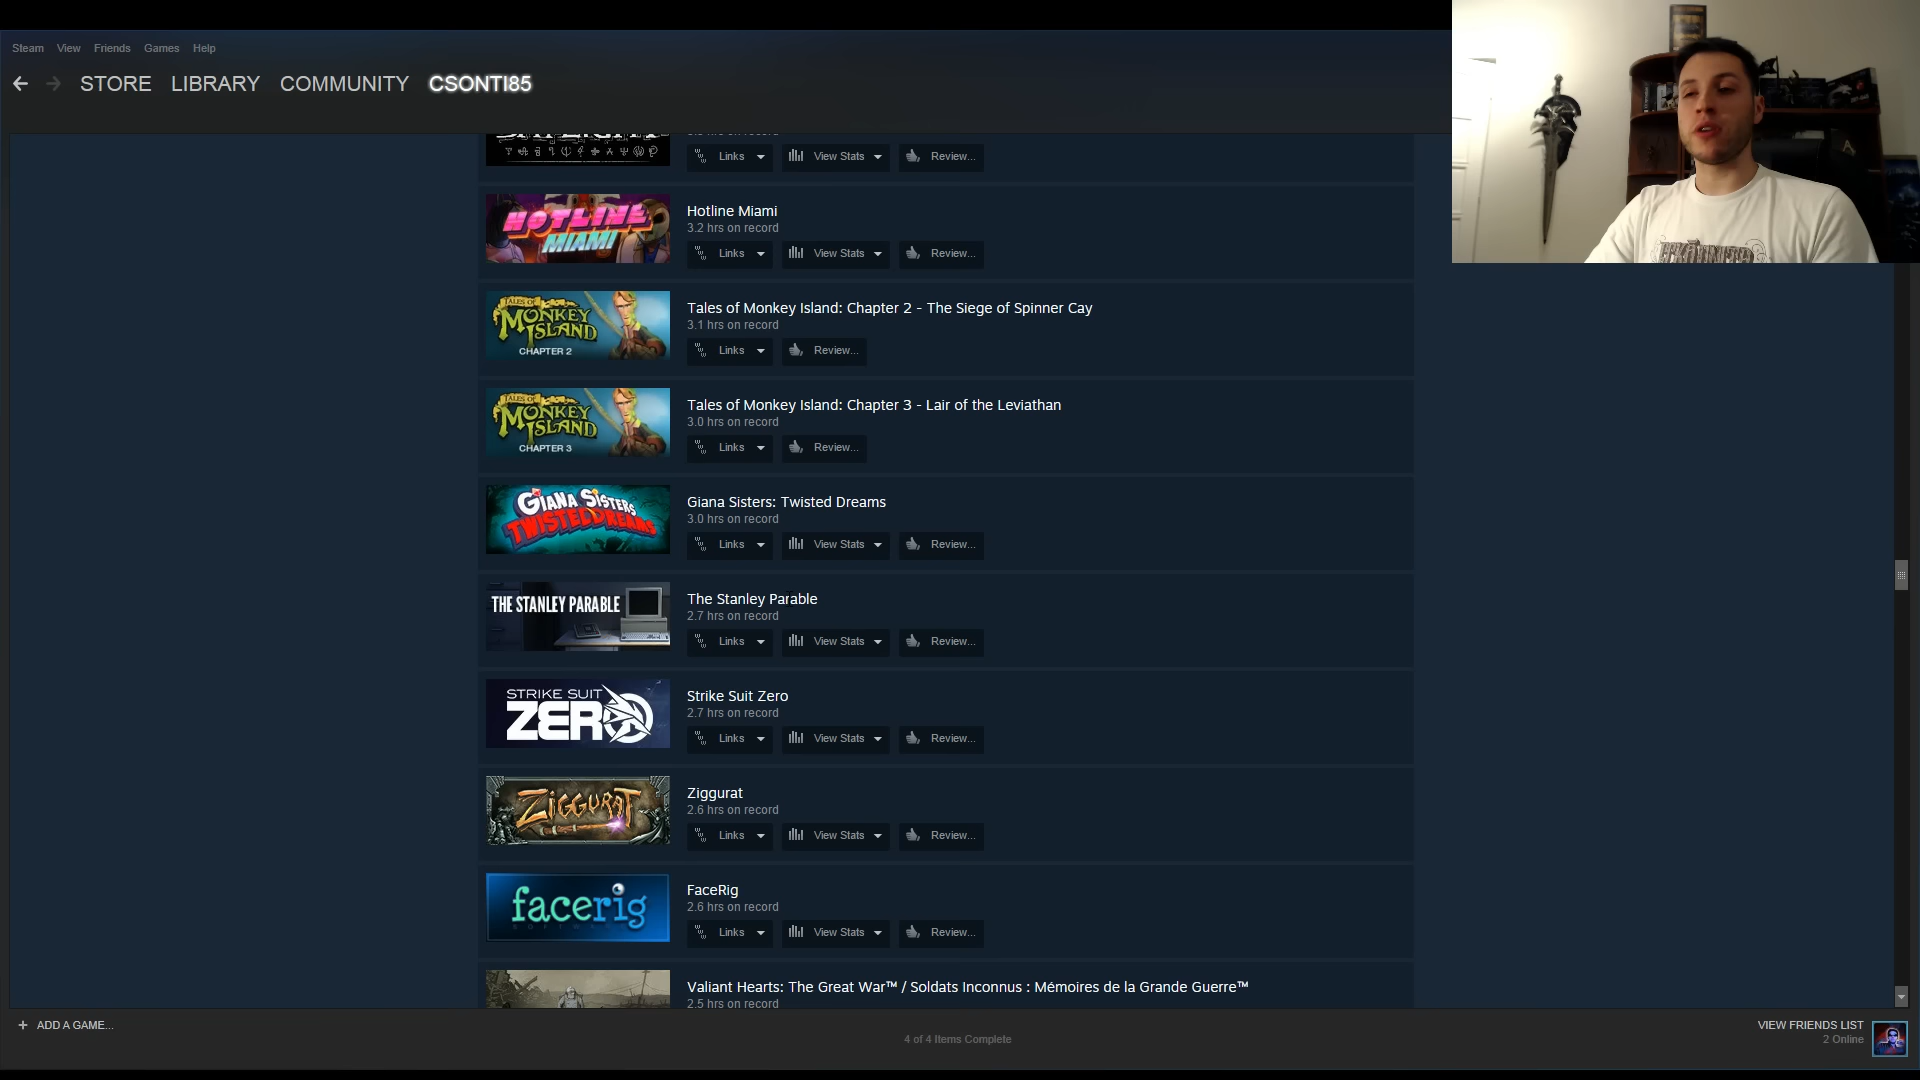 Steam View Friends Games Help
STORE LIBRARY COMMUNITY CSONTI85
Links View Stats Review...
HOTLINE
MIAMI
Hotline Miami
3.2 hrs on record
Links View Stats Review...
TALES OF
MONKEY
ISLAND
CHAPTER 2
Tales of Monkey Island: Chapter 2 - The Siege of Spinner Cay
3.1 hrs on record
Links Review...
TALES OF
MONKEY
ISLAND
CHAPTER 3
Tales of Monkey Island: Chapter 3 - Lair of the Leviathan
3.0 hrs on record
Links Review...
GIANA SISTERS
TWISTED DREAMS
Giana Sisters: Twisted Dreams
3.0 hrs on record
Links View Stats Review...
THE STANLEY PARABLE
The Stanley Parable
2.7 hrs on record
Links View Stats Review...
STRIKE SUIT
ZERO
Strike Suit Zero
2.7 hrs on record
Links View Stats Review...
ZIGGURAT
Ziggurat
2.6 hrs on record
Links View Stats Review...
facerig
FaceRig
2.6 hrs on record
Links View Stats Review...
Valiant Hearts: The Great War™ / Soldats Inconnus : Mémoires de la Grande Guerre™
2.5 hrs on record
+ ADD A GAME...
4 of 4 Items Complete
VIEW FRIENDS LIST
2 Online